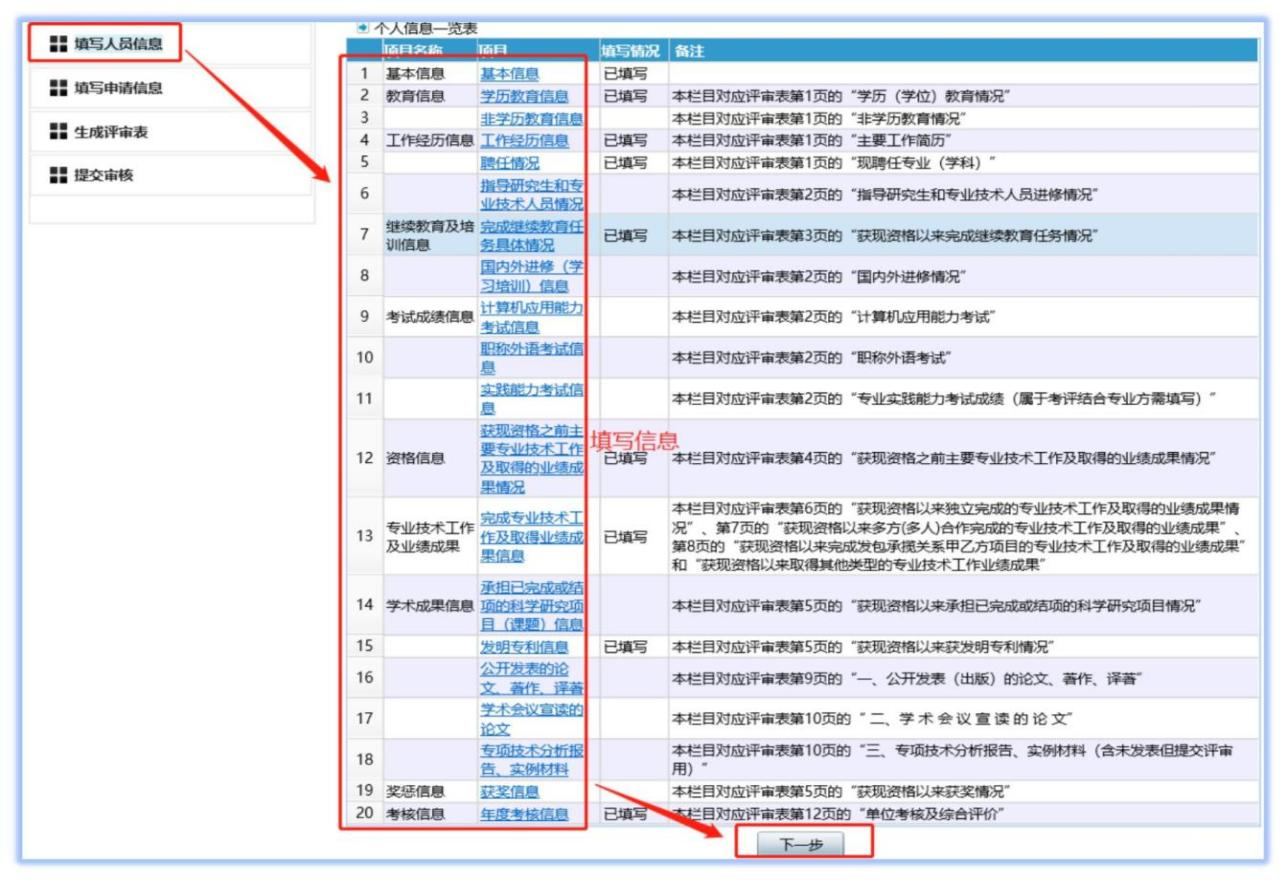 填写人员信息
填写申请信息
生成评审表
提交审核
个人信息一览表
项目名称 项目 填写情况 备注
1 基本信息 基本信息 已填写
2 教育信息 学历教育信息 已填写 本栏目对应评审表第1页的“学历（学位）教育情况”
3 非学历教育信息 本栏目对应评审表第1页的“非学历教育情况”
4 工作经历信息 工作经历信息 已填写 本栏目对应评审表第1页的“主要工作简历”
5 聘任情况 已填写 本栏目对应评审表第1页的“现聘任专业（学科）”
6 指导研究生和专
业技术人员情况 本栏目对应评审表第2页的“指导研究生和专业技术人员进修情况”
7 继续教育及培
训信息 完成继续教育任
务具体情况 已填写 本栏目对应评审表第3页的“获现资格以来完成继续教育任务情况”
8 国内外进修（学
习培训）信息 本栏目对应评审表第2页的“国内外进修情况”
9 考试成绩信息 计算机应用能力
考试信息 本栏目对应评审表第2页的“计算机应用能力考试”
10 职称外语考试信
息 本栏目对应评审表第2页的“职称外语考试”
11 实践能力考试信
息 本栏目对应评审表第2页的“专业实践能力考试成绩（属于考评结合专业方需填写）”
12 资格信息 获现资格之前主
要专业技术工作
及取得的业绩成
果情况 已填写 本栏目对应评审表第4页的“获现资格之前主要专业技术工作及取得的业绩成果情况”
填写信息
13 专业技术工作
及业绩成果 完成专业技术工
作及取得业绩成
果信息 已填写 本栏目对应评审表第6页的“获现资格以来独立完成的专业技术工作及取得的业绩成果情
况”、第7页的“获现资格以来多方(多人)合作完成的专业技术工作及取得的业绩成果”、
第8页的“获现资格以来完成发包承揽关系甲乙方项目的专业技术工作及取得的业绩成果”
和“获现资格以来取得其他类型的专业技术工作业绩成果”
14 学术成果信息 承担已完成或结
项的科学研究项
目（课题）信息 本栏目对应评审表第5页的“获现资格以来承担已完成或结项的科学研究项目情况”
15 发明专利信息 已填写 本栏目对应评审表第5页的“获现资格以来获发明专利情况”
16 公开发表的论
文、著作、译著 本栏目对应评审表第9页的“一、公开发表（出版）的论文、著作、译著”
17 学术会议宣读的
论文 本栏目对应评审表第10页的“ 二、学 术 会 议 宣 读 的 论 文”
18 专项技术分析报
告、实例材料 本栏目对应评审表第10页的“三、专项技术分析报告、实例材料（含未发表但提交评审
用）”
19 奖惩信息 获奖信息 本栏目对应评审表第5页的“获现资格以来获奖情况”
20 考核信息 年度考核信息 已填写 本栏目对应评审表第12页的“单位考核及综合评价”
下一步